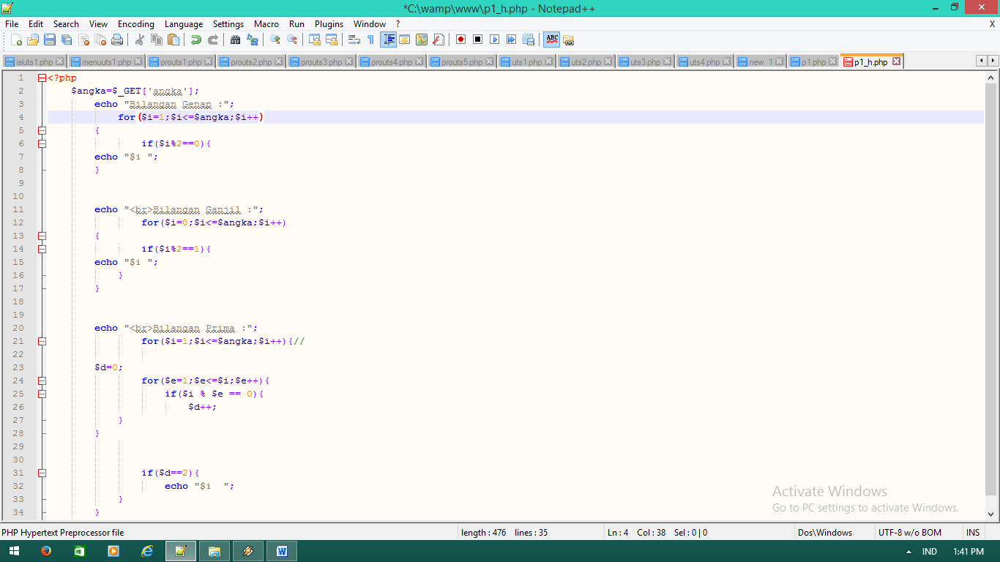 *C:\wamp\www\p1_h.php - Notepad++
File Edit Search View Encoding Language Settings Macro Run Plugins Window ? X
ABC
isiuts1.php menuuts1.php prouts1.php prouts2.php prouts3.php prouts4.php prouts5.php uts1.php uts2.php uts3.php uts4.php new 1 p1.php p1_h.php
1 <?php
2 $angka=$_GET['angka'];
3 echo "Bilangan Genap :";
4 for($i=1;$i<=$angka;$i++)
5 {
6 if($i%2==0){
7 echo "$i ";
8 }
9
10
11 echo "<br>Bilangan Ganjil :";
12 for($i=0;$i<=$angka;$i++)
13 {
14 if($i%2==1){
15 echo "$i ";
16 }
17 }
18
19
20 echo "<br>Bilangan Prima :";
21 for($i=1;$i<=$angka;$i++){//
22
23 $d=0;
24 for($e=1;$e<=$i;$e++){
25 if($i % $e == 0){
26 $d++;
27 }
28 }
29
30
31 if($d==2){
32 echo "$i  ";
33 }
34 }
Activate Windows
Go to PC settings to activate Windows.
PHP Hypertext Preprocessor file length : 476 lines : 35 Ln : 4 Col : 38 Sel : 0 | 0 Dos\Windows UTF-8 w/o BOM INS
IND 1:41 PM